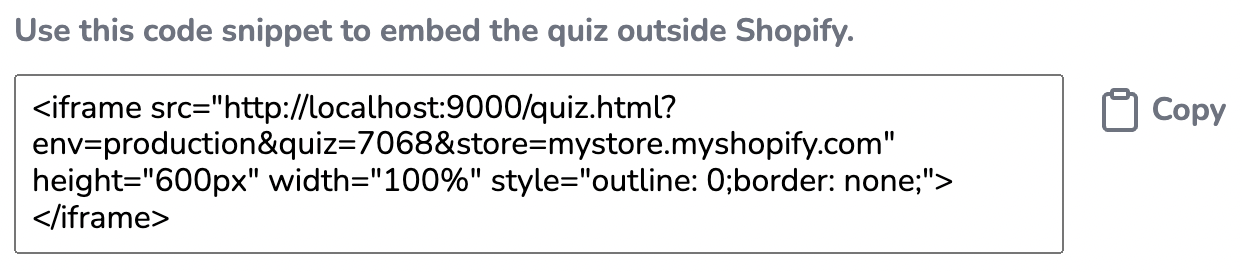 Use this code snippet to embed the quiz outside Shopify.
<iframe src="http://localhost:9000/quiz.html?
env=production&quiz=7068&store=mystore.myshopify.com"
height="600px" width="100%" style="outline: 0;border: none;">
</iframe>
Copy